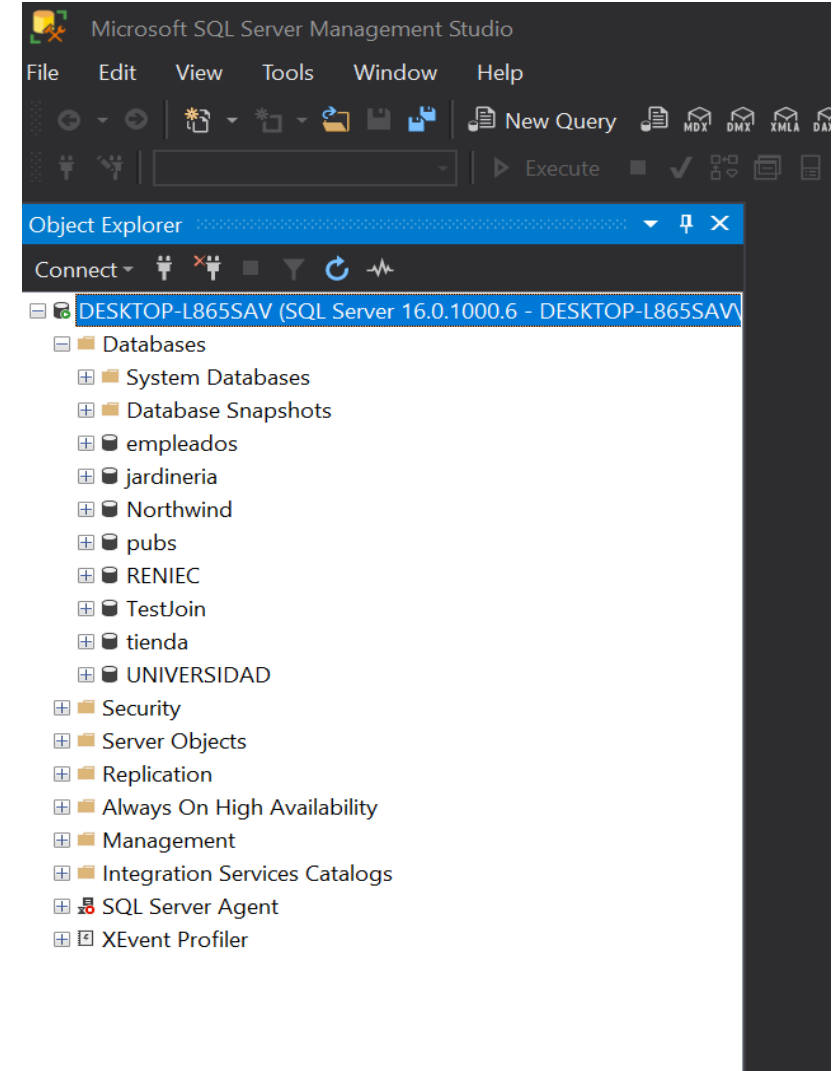 Microsoft SQL Server Management Studio
File Edit View Tools Window Help
New Query MDX DMX XMLA DAX
Execute
Object Explorer
Connect
DESKTOP-L865SAV (SQL Server 16.0.1000.6 - DESKTOP-L865SAV\
Databases
System Databases
Database Snapshots
empleados
jardineria
Northwind
pubs
RENIEC
TestJoin
tienda
UNIVERSIDAD
Security
Server Objects
Replication
Always On High Availability
Management
Integration Services Catalogs
SQL Server Agent
XEvent Profiler